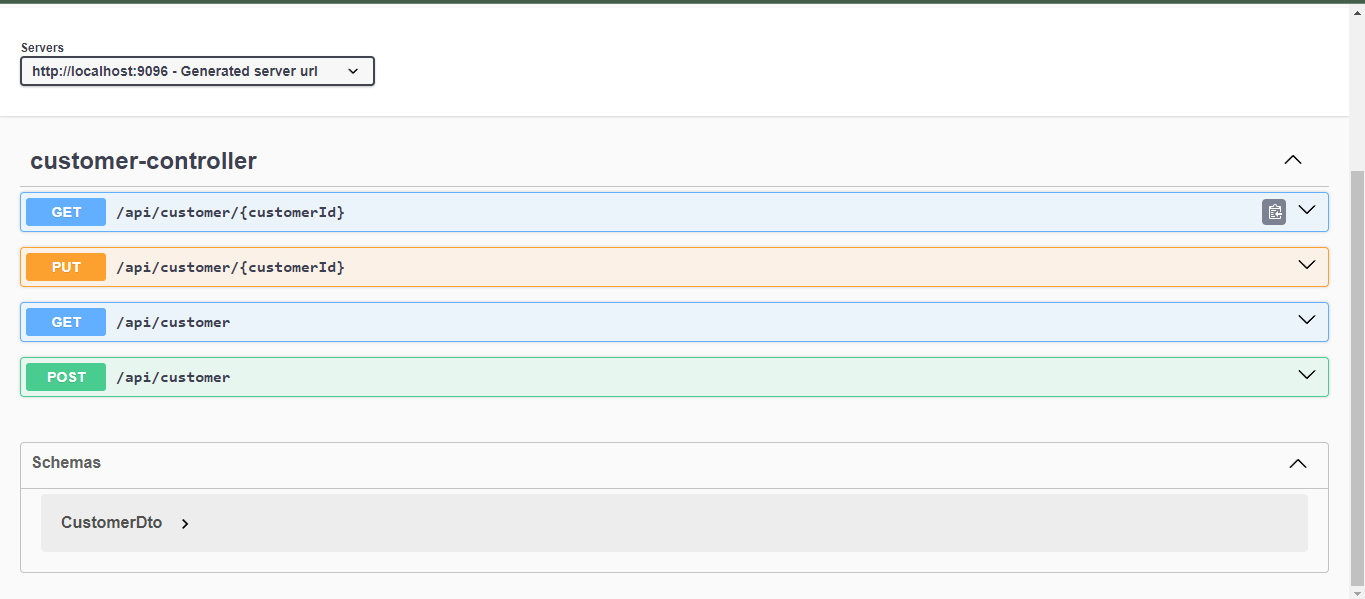 Servers
http://localhost:9096 - Generated server url
customer-controller
GET /api/customer/{customerId}
PUT /api/customer/{customerId}
GET /api/customer
POST /api/customer
Schemas
CustomerDto